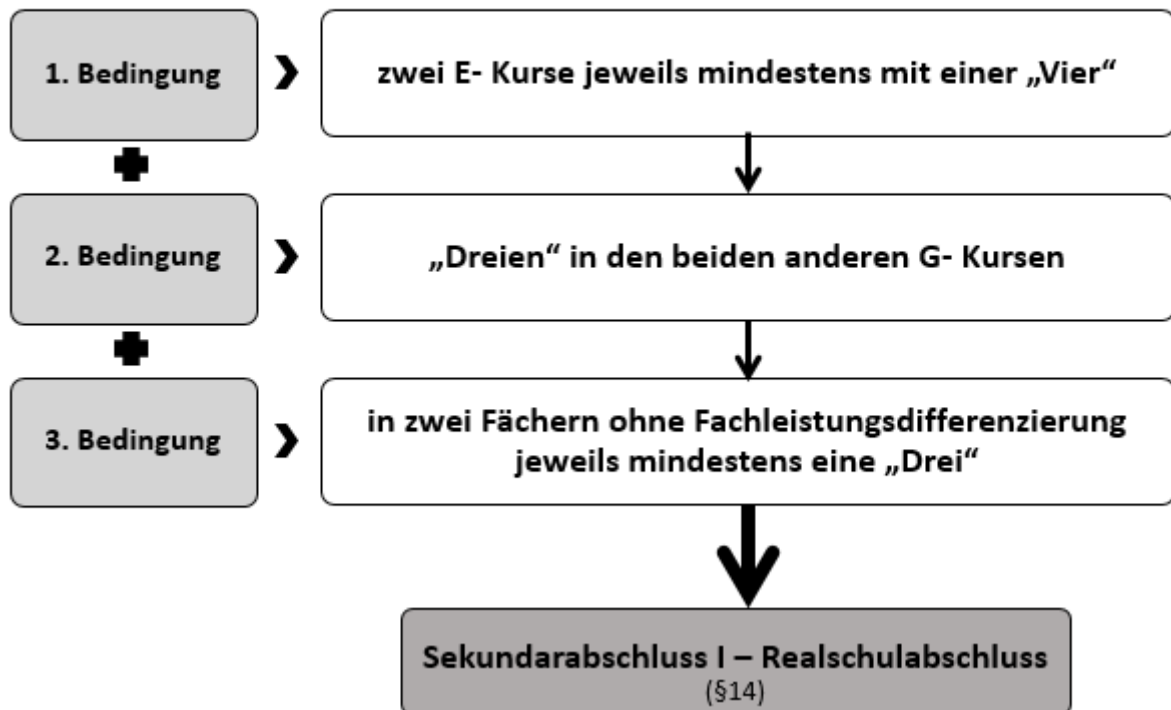 1. Bedingung
zwei E- Kurse jeweils mindestens mit einer „Vier“
2. Bedingung
„Dreien“ in den beiden anderen G- Kursen
3. Bedingung
in zwei Fächern ohne Fachleistungsdifferenzierung
jeweils mindestens eine „Drei“
Sekundarabschluss I – Realschulabschluss
(§14)